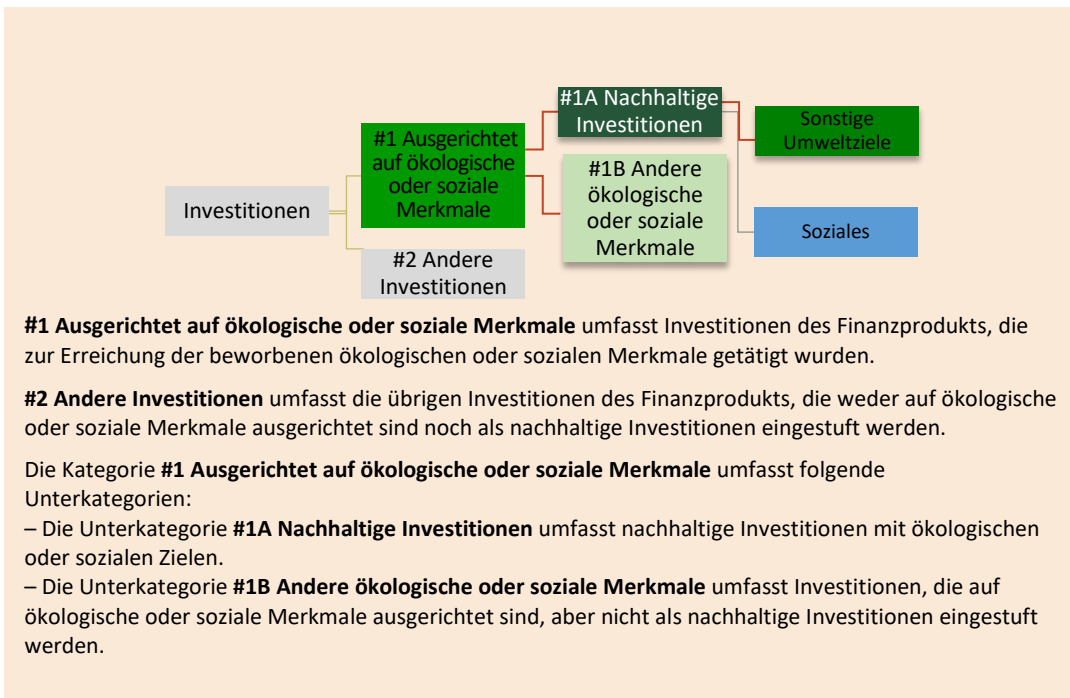 #1A Nachhaltige
Investitionen
Sonstige
Umweltziele
#1 Ausgerichtet
auf ökologische
oder soziale
Merkmale
#1B Andere
ökologische
oder soziale
Merkmale
Investitionen
Soziales
#2 Andere
Investitionen
#1 Ausgerichtet auf ökologische oder soziale Merkmale umfasst Investitionen des Finanzprodukts, die
zur Erreichung der beworbenen ökologischen oder sozialen Merkmale getätigt wurden.
#2 Andere Investitionen umfasst die übrigen Investitionen des Finanzprodukts, die weder auf ökologische
oder soziale Merkmale ausgerichtet sind noch als nachhaltige Investitionen eingestuft werden.
Die Kategorie #1 Ausgerichtet auf ökologische oder soziale Merkmale umfasst folgende
Unterkategorien:
– Die Unterkategorie #1A Nachhaltige Investitionen umfasst nachhaltige Investitionen mit ökologischen
oder sozialen Zielen.
– Die Unterkategorie #1B Andere ökologische oder soziale Merkmale umfasst Investitionen, die auf
ökologische oder soziale Merkmale ausgerichtet sind, aber nicht als nachhaltige Investitionen eingestuft
werden.